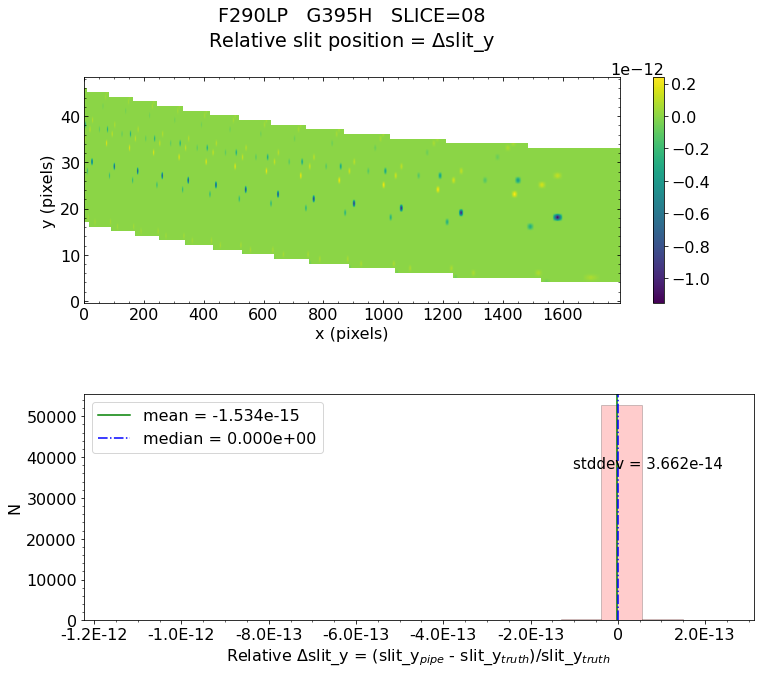 F290LP   G395H   SLICE=08
Relative slit position = Δslit_y
1e−12
y (pixels)
40
30
20
10
0
0 200 400 600 800 1000 1200 1400 1600
x (pixels)
0.2
0.0
−0.2
−0.4
−0.6
−0.8
−1.0
mean = -1.534e-15
median = 0.000e+00
stddev = 3.662e-14
N
50000
40000
30000
20000
10000
0
-1.2E-12 -1.0E-12 -8.0E-13 -6.0E-13 -4.0E-13 -2.0E-13 0 2.0E-13
Relative Δslit_y = (slit_y_pipe - slit_y_truth)/slit_y_truth